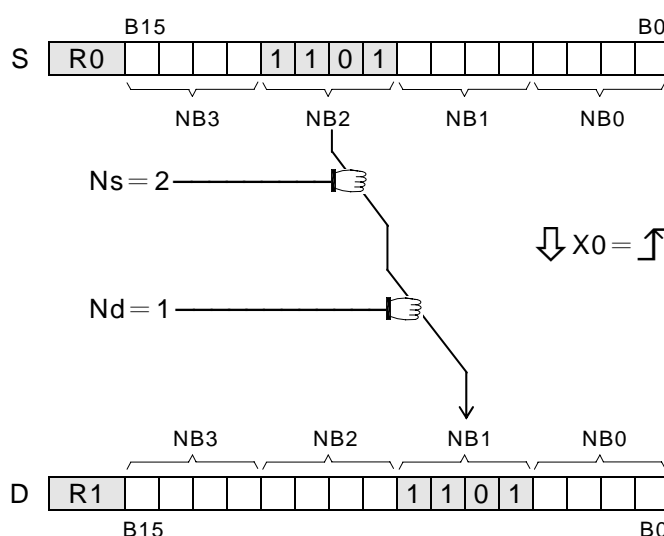 B15 B0
S R0 1 1 0 1
NB3 NB2 NB1 NB0
Ns = 2
X0 =
Nd = 1
NB3 NB2 NB1 NB0
D R1 1 1 0 1
B15 B0